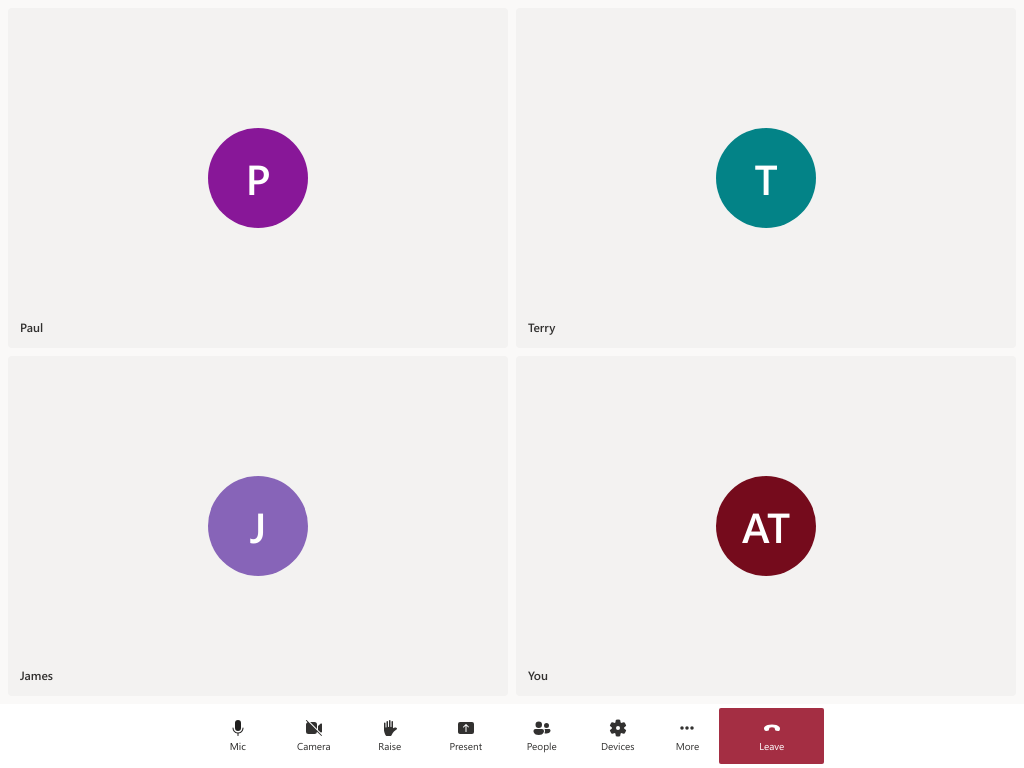 P
Paul
T
Terry
J
James
AT
You
Mic
Camera
Raise
Present
People
Devices
More
Leave